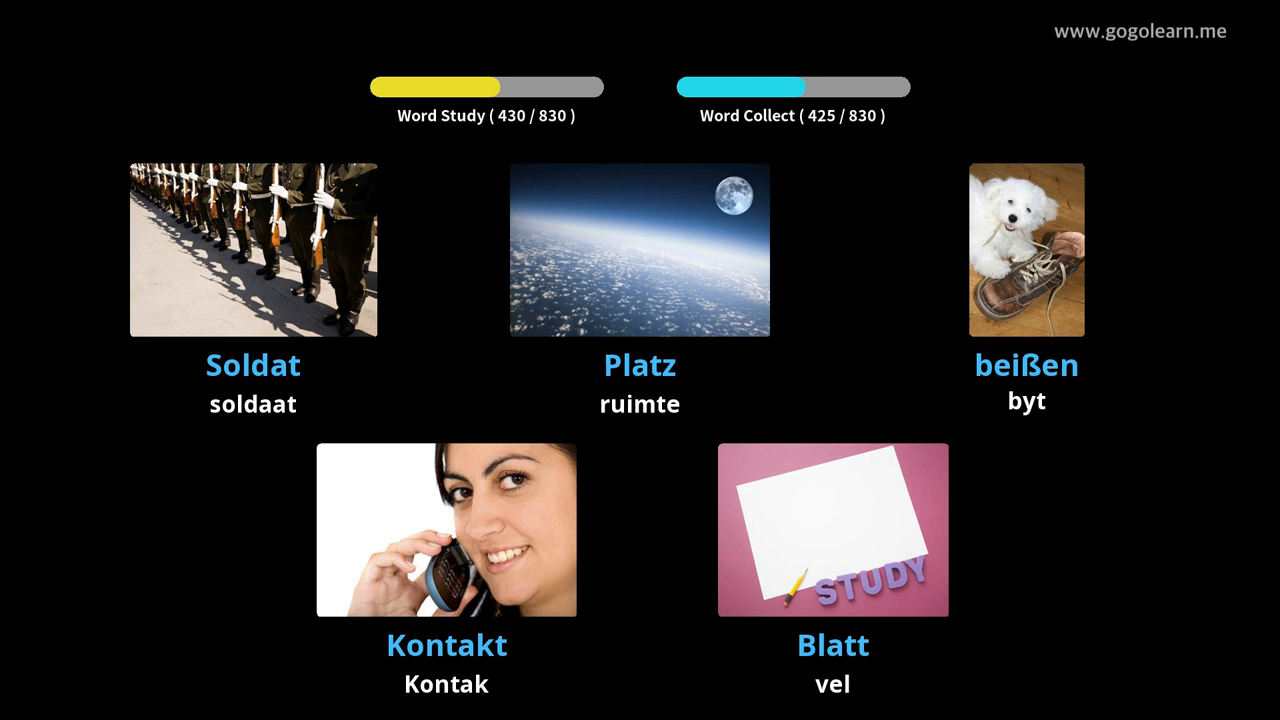 www.gogolearn.me
Word Study ( 430 / 830 )
Word Collect ( 425 / 830 )
Soldat
soldaat
Platz
ruimte
beißen
byt
Kontakt
Kontak
STUDY
Blatt
vel